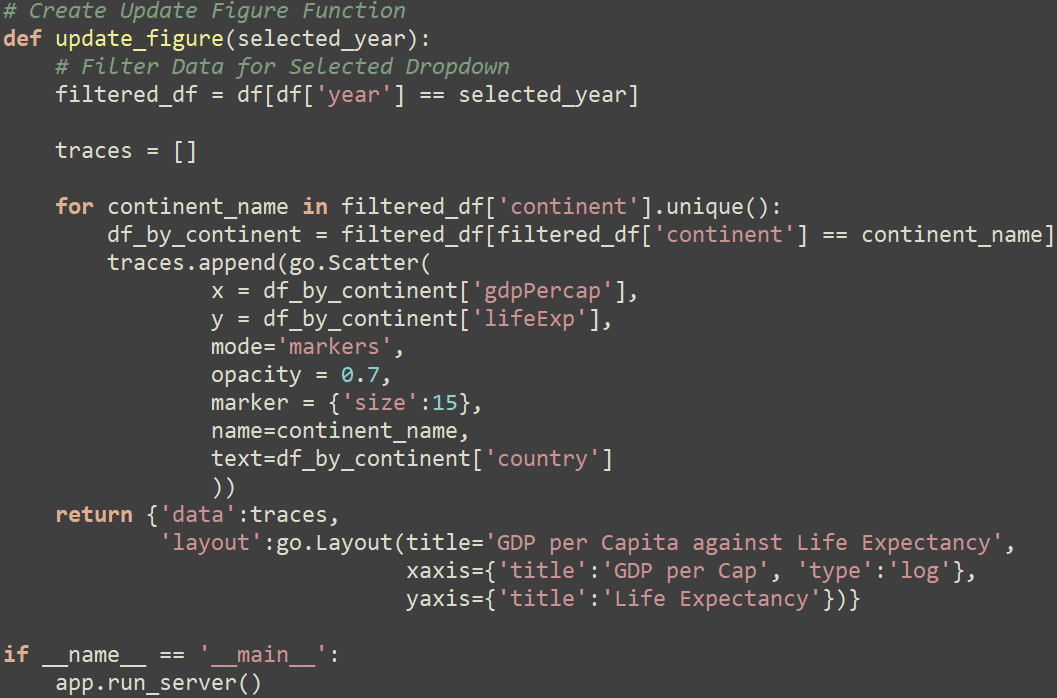 # Create Update Figure Function
def update_figure(selected_year):
    # Filter Data for Selected Dropdown
    filtered_df = df[df['year'] == selected_year]

    traces = []

    for continent_name in filtered_df['continent'].unique():
        df_by_continent = filtered_df[filtered_df['continent'] == continent_name]
        traces.append(go.Scatter(
                x = df_by_continent['gdpPercap'],
                y = df_by_continent['lifeExp'],
                mode='markers',
                opacity = 0.7,
                marker = {'size':15},
                name=continent_name,
                text=df_by_continent['country']
                ))
    return {'data':traces,
            'layout':go.Layout(title='GDP per Capita against Life Expectancy',
                               xaxis={'title':'GDP per Cap', 'type':'log'},
                               yaxis={'title':'Life Expectancy'})}

if __name__ == '__main__':
    app.run_server()